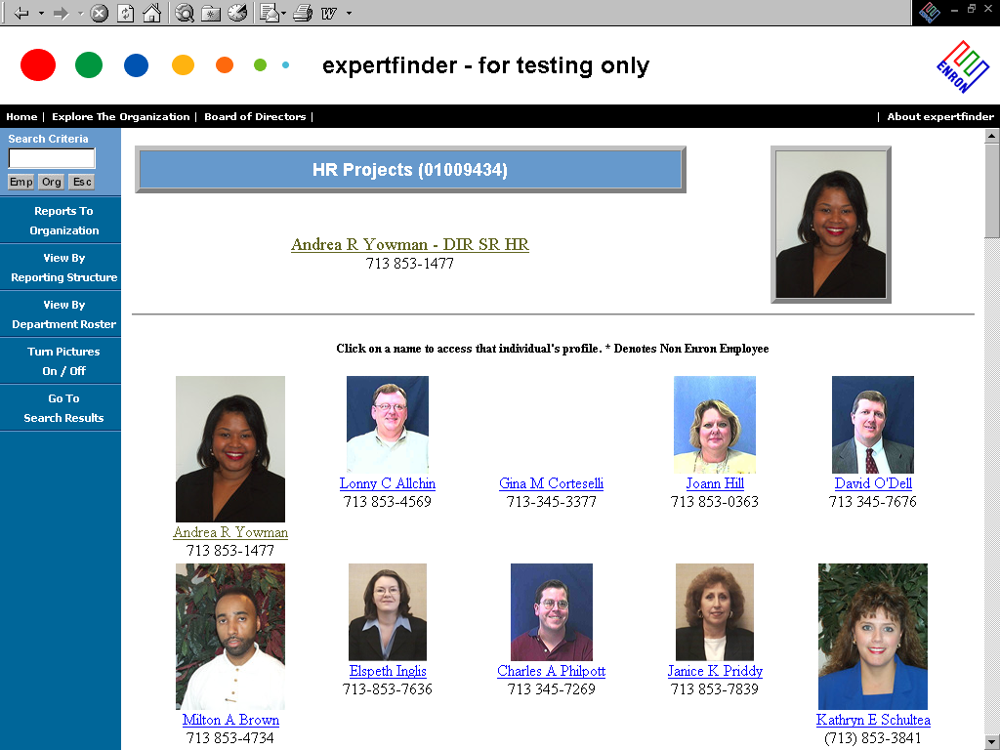 expertfinder - for testing only
ENRON
Home | Explore The Organization | Board of Directors |
| About expertfinder
Search Criteria
Emp Org Esc
Reports To
Organization
View By
Reporting Structure
View By
Department Roster
Turn Pictures
On / Off
Go To
Search Results
HR Projects (01009434)
Andrea R Yowman - DIR SR HR
713 853-1477
Click on a name to access that individual's profile. * Denotes Non Enron Employee
Andrea R Yowman
713 853-1477
Lonny C Allchin
713 853-4569
Gina M Corteselli
713-345-3377
Joann Hill
713 853-0363
David O'Dell
713 345-7676
Milton A Brown
713 853-4734
Elspeth Inglis
713-853-7636
Charles A Philpott
713 345-7269
Janice K Priddy
713 853-7839
Kathryn E Schultea
(713) 853-3841